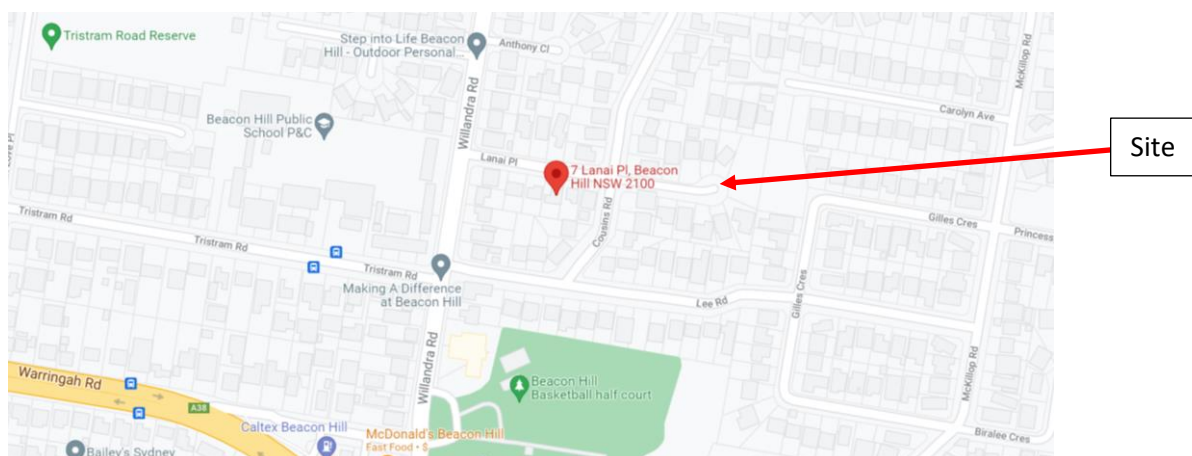 Tristram Road Reserve
Step into Life Beacon
Hill - Outdoor Personal...
Anthony Cl
McKillop Rd
Carolyn Ave
Willandra Rd
Beacon Hill Public
School P&C
Site
Lanai Pl
7 Lanai Pl, Beacon
Hill NSW 2100
Cousins Rd
Tristram Rd
Tristram Rd
Tristram Rd
Gilles Cres
Princess
Making A Difference
at Beacon Hill
Lee Rd
Gilles Cres
Willandra Rd
McKillop Rd
Warringah Rd
A38
Beacon Hill
Basketball half court
Caltex Beacon Hill
McDonald's Beacon Hill
Fast Food • $
Biralee Cres
Bailey's Sydney